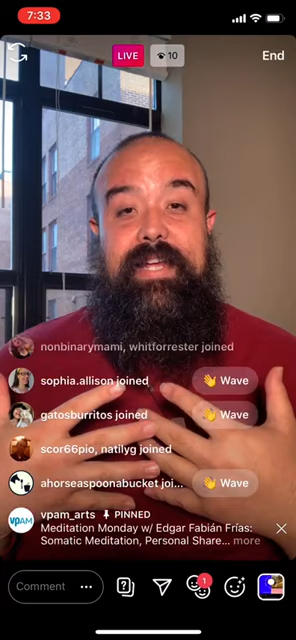 7:33
LIVE
10
End
nonbinarymami, whitforrester joined
sophia.allison joined
Wave
gatosburritos joined
Wave
scor66pio, natilyg joined
ahorseaspoonabucket joi...
Wave
VPAM
vpam_arts PINNED
Meditation Monday w/ Edgar Fabián Frías:
Somatic Meditation, Personal Share... more
Comment
1